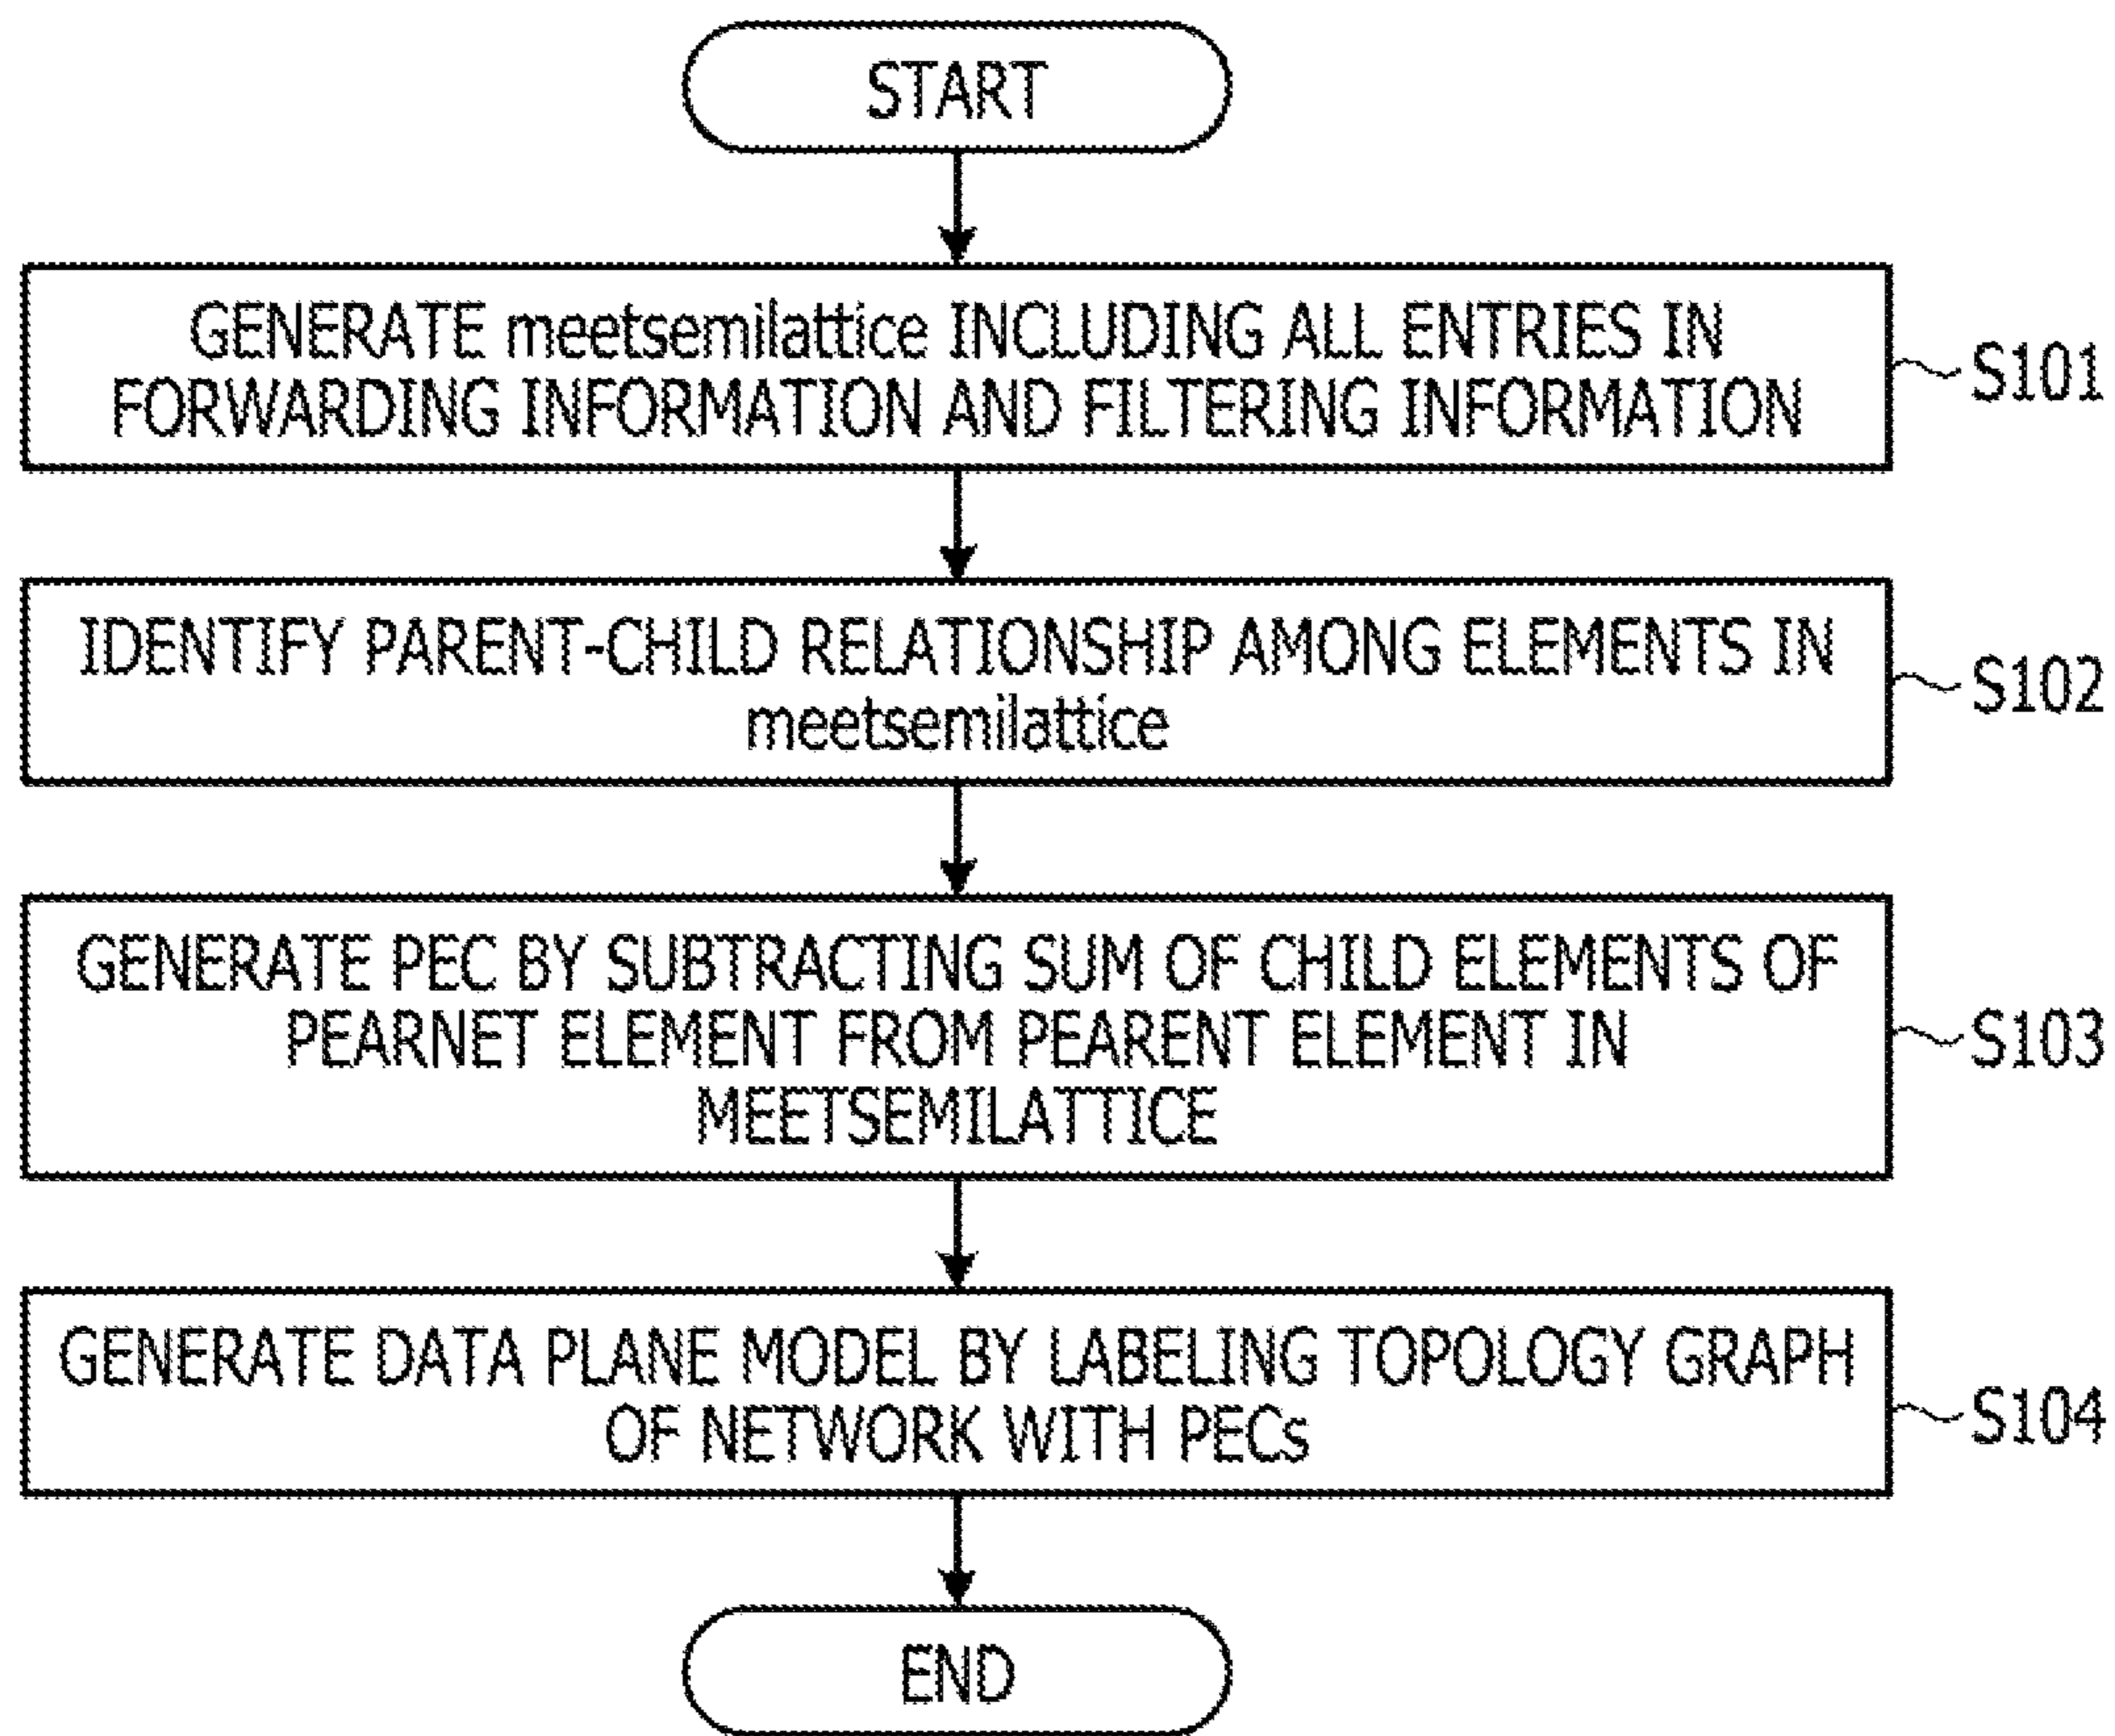 START
GENERATE meetsemilattice INCLUDING ALL ENTRIES IN
FORWARDING INFORMATION AND FILTERING INFORMATION
S101
IDENTIFY PARENT-CHILD RELATIONSHIP AMONG ELEMENTS IN
meetsemilattice
S102
GENERATE PEC BY SUBTRACTING SUM OF CHILD ELEMENTS OF
PEARNET ELEMENT FROM PEARENT ELEMENT IN
MEETSEMILATTICE
S103
GENERATE DATA PLANE MODEL BY LABELING TOPOLOGY GRAPH
OF NETWORK WITH PECs
S104
END